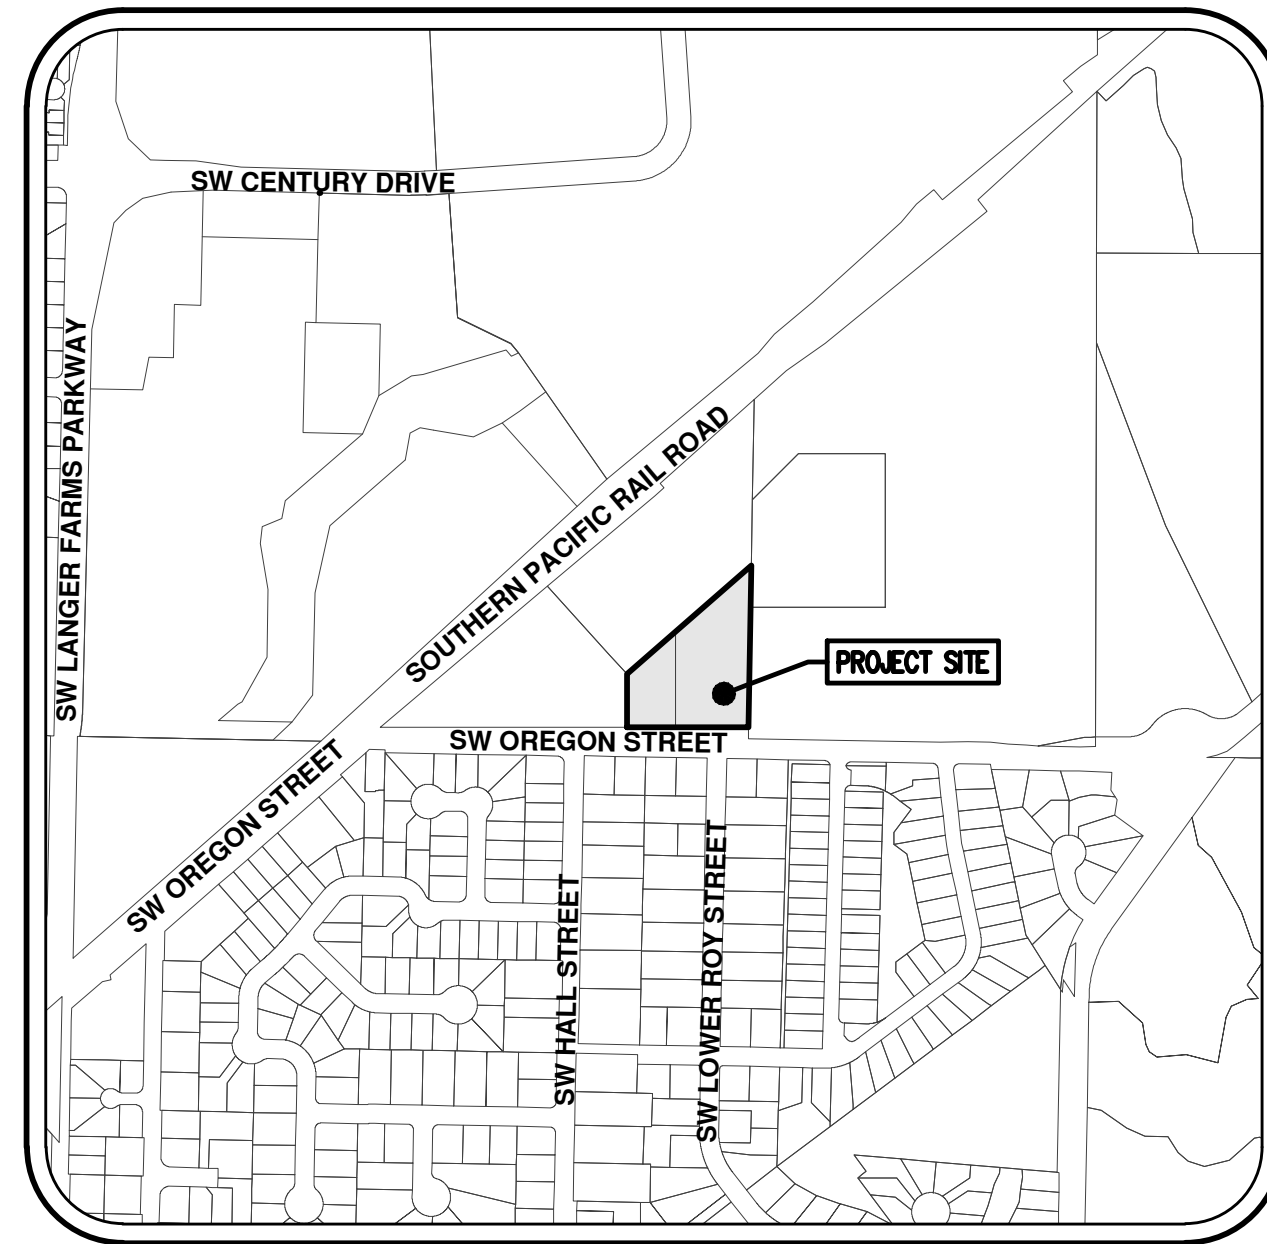 SW CENTURY DRIVE
SW LANGER FARMS PARKWAY
SOUTHERN PACIFIC RAIL ROAD
PROJECT SITE
SW OREGON STREET
SW OREGON STREET
SW HALL STREET
SW LOWER ROY STREET